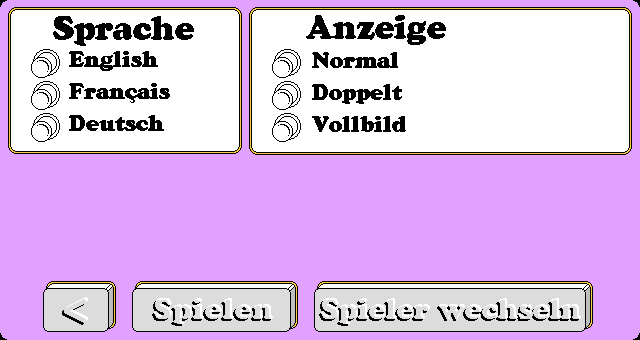 Sprache
English
Français
Deutsch
Anzeige
Normal
Doppelt
Vollbild
< Spielen Spieler wechseln